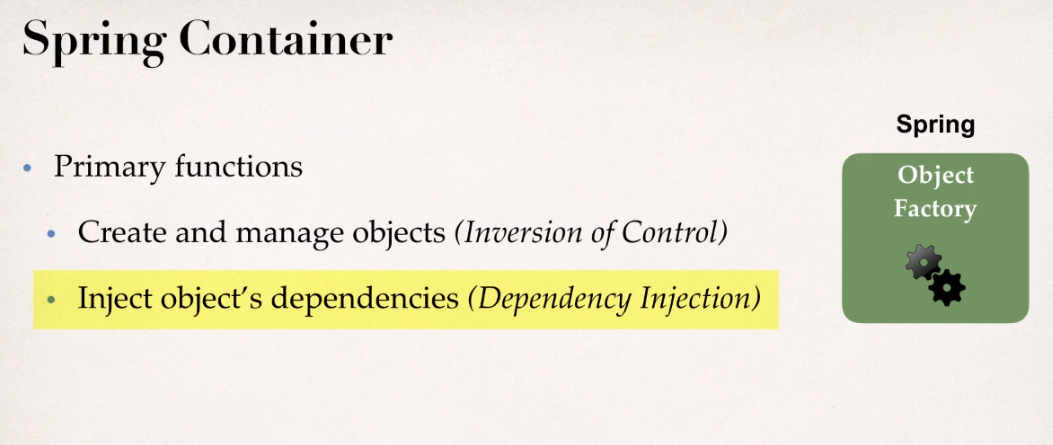 Spring Container
• Primary functions
• Create and manage objects (Inversion of Control)
• Inject object’s dependencies (Dependency Injection)
Spring
Object
Factory